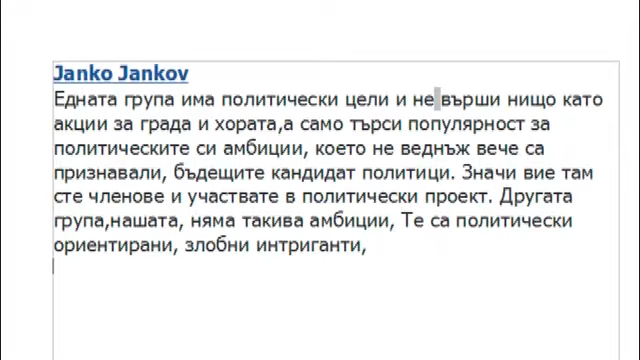 Janko Jankov
Едната група има политически цели и не върши нищо като
акции за града и хората,а само търси популярност за
политическите си амбиции, което не веднъж вече са
признавали, бъдещите кандидат политици. Значи вие там
сте членове и участвате в политически проект. Другата
група,нашата, няма такива амбиции, Те са политически
ориентирани, злобни интриганти,